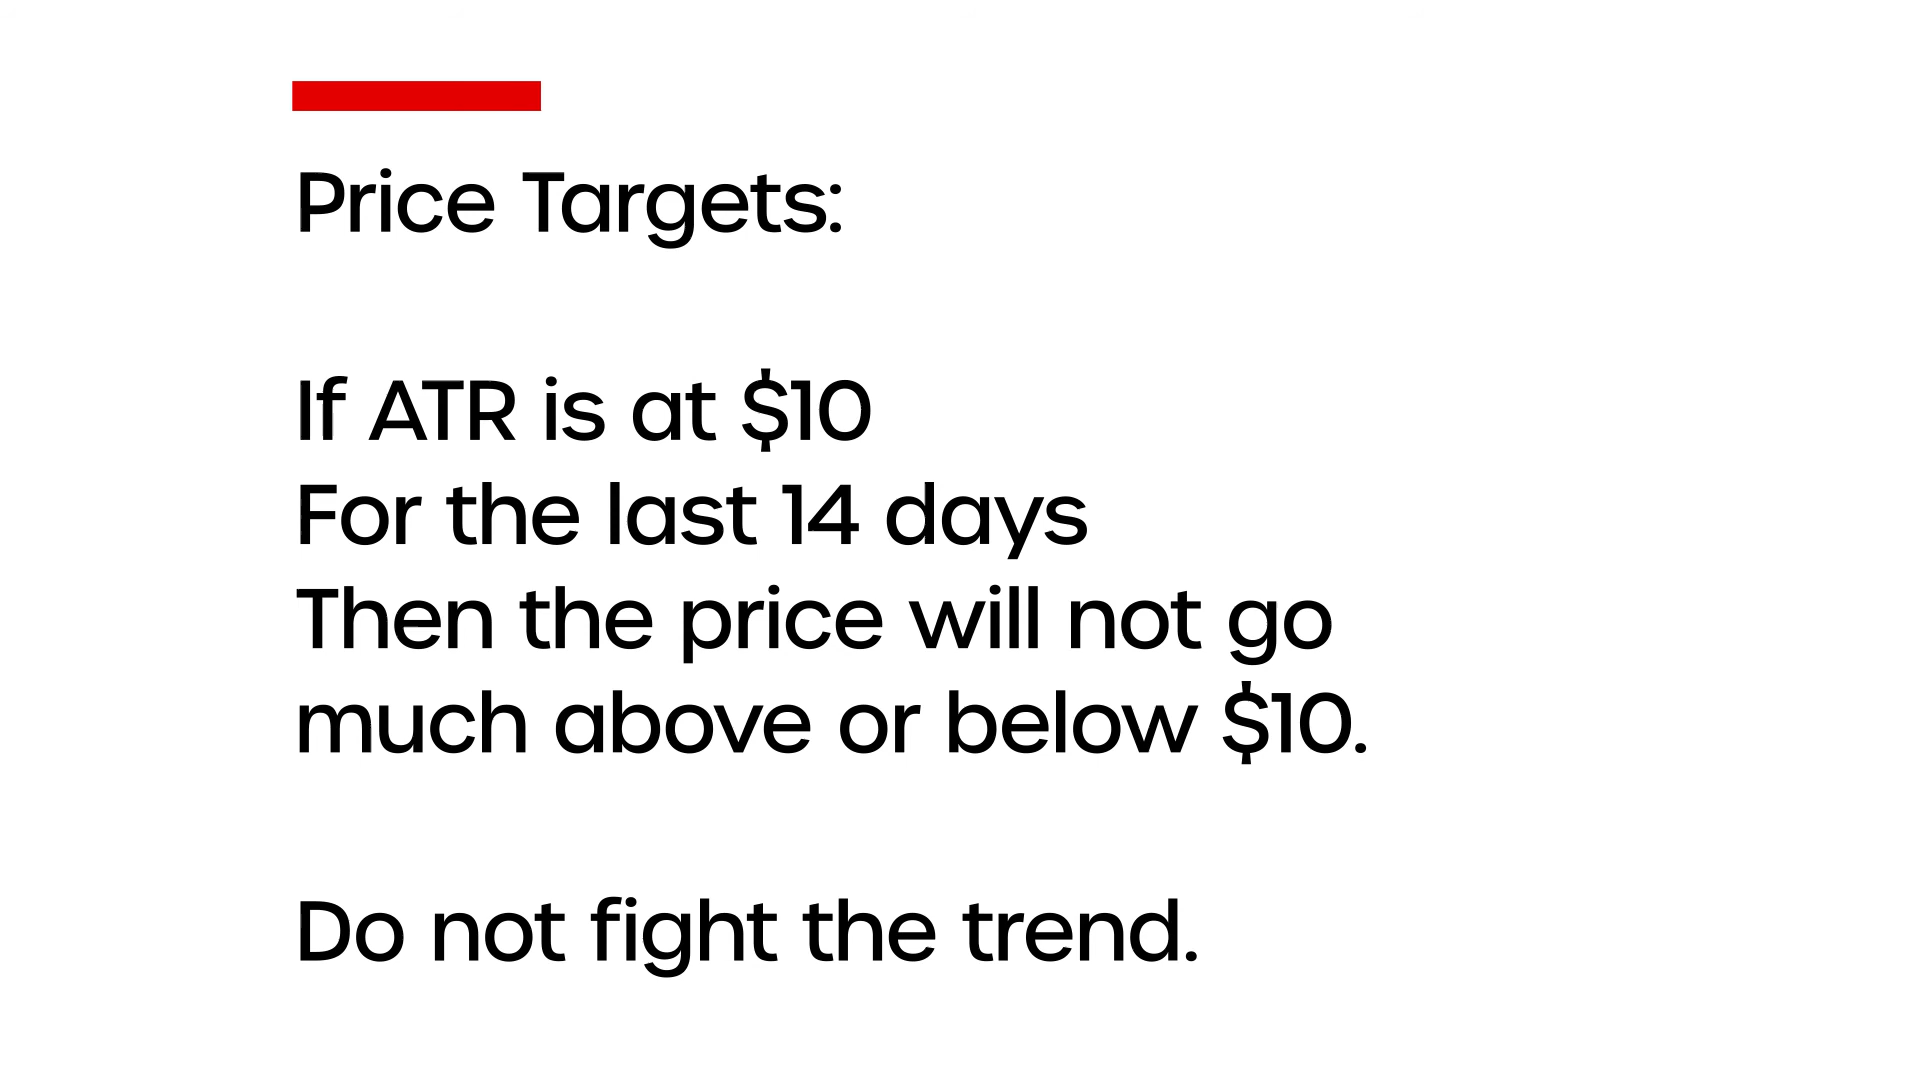 Price Targets:
If ATR is at $10
For the last 14 days
Then the price will not go
much above or below $10.
Do not fight the trend.